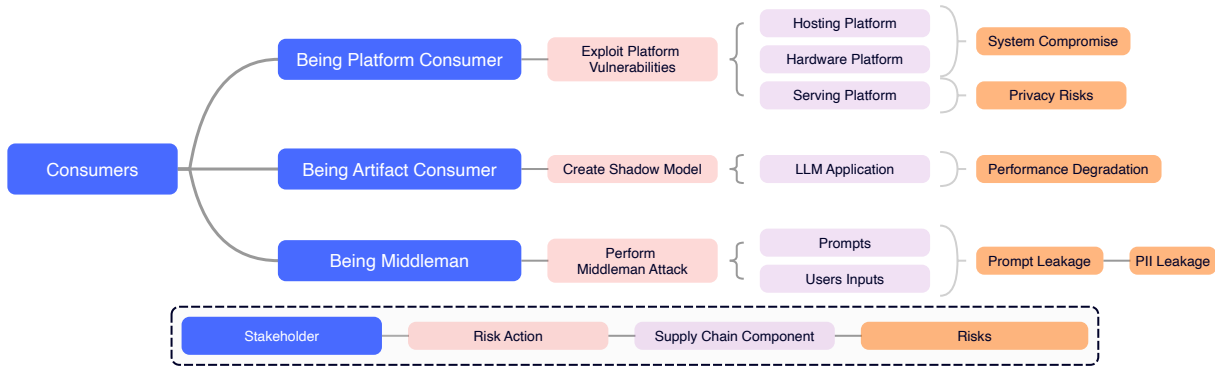 Consumers
Being Platform Consumer
Exploit Platform
Vulnerabilities
Hosting Platform
Hardware Platform
Serving Platform
System Compromise
Privacy Risks
Being Artifact Consumer
Create Shadow Model
LLM Application
Performance Degradation
Being Middleman
Perform
Middleman Attack
Prompts
Users Inputs
Prompt Leakage
PII Leakage
Stakeholder
Risk Action
Supply Chain Component
Risks